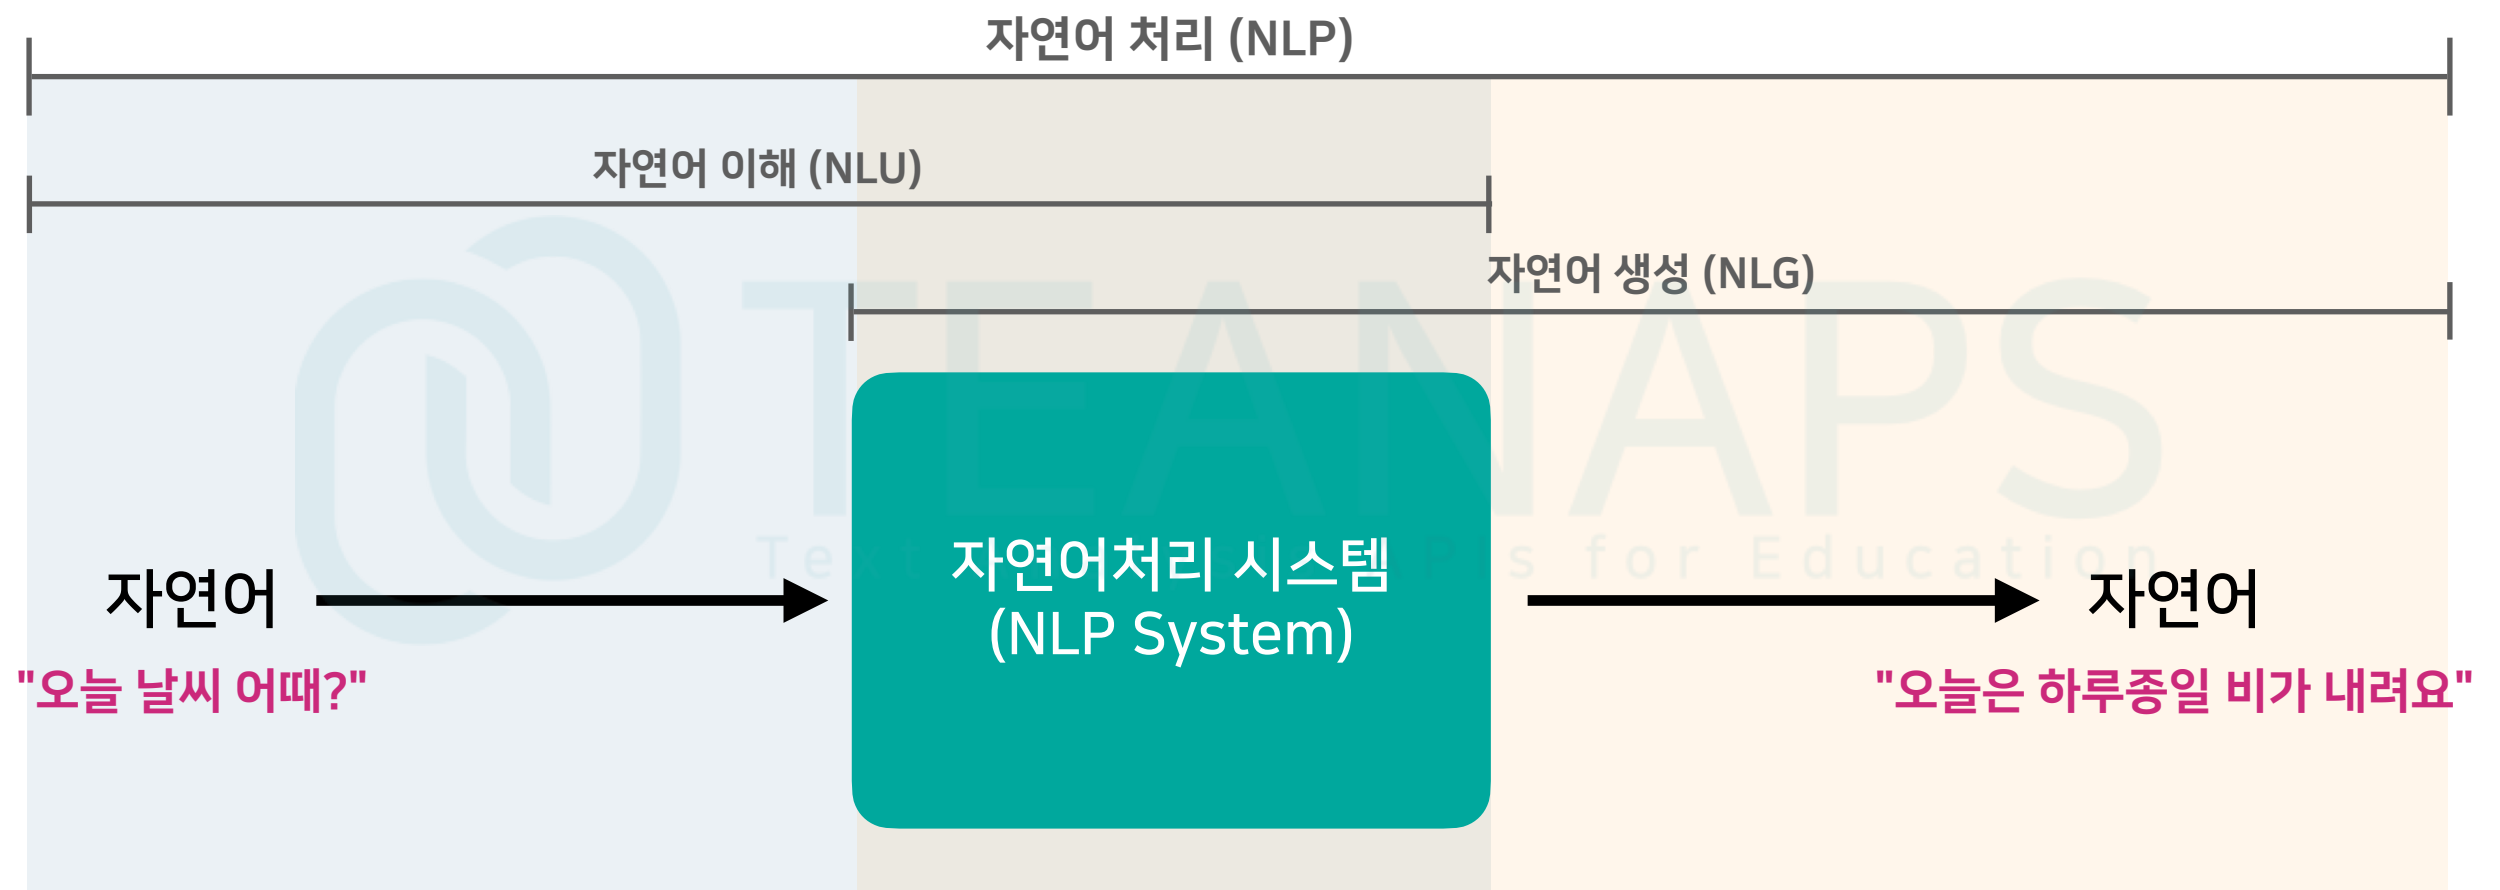 자연어 처리 (NLP)
자연어 이해 (NLU)
자연어 생성 (NLG)
TEANAPS
자연어처리 시스템
(NLP System)
자연어
"오늘 날씨 어때?"
자연어
"오늘은 하루종일 비가 내려요"